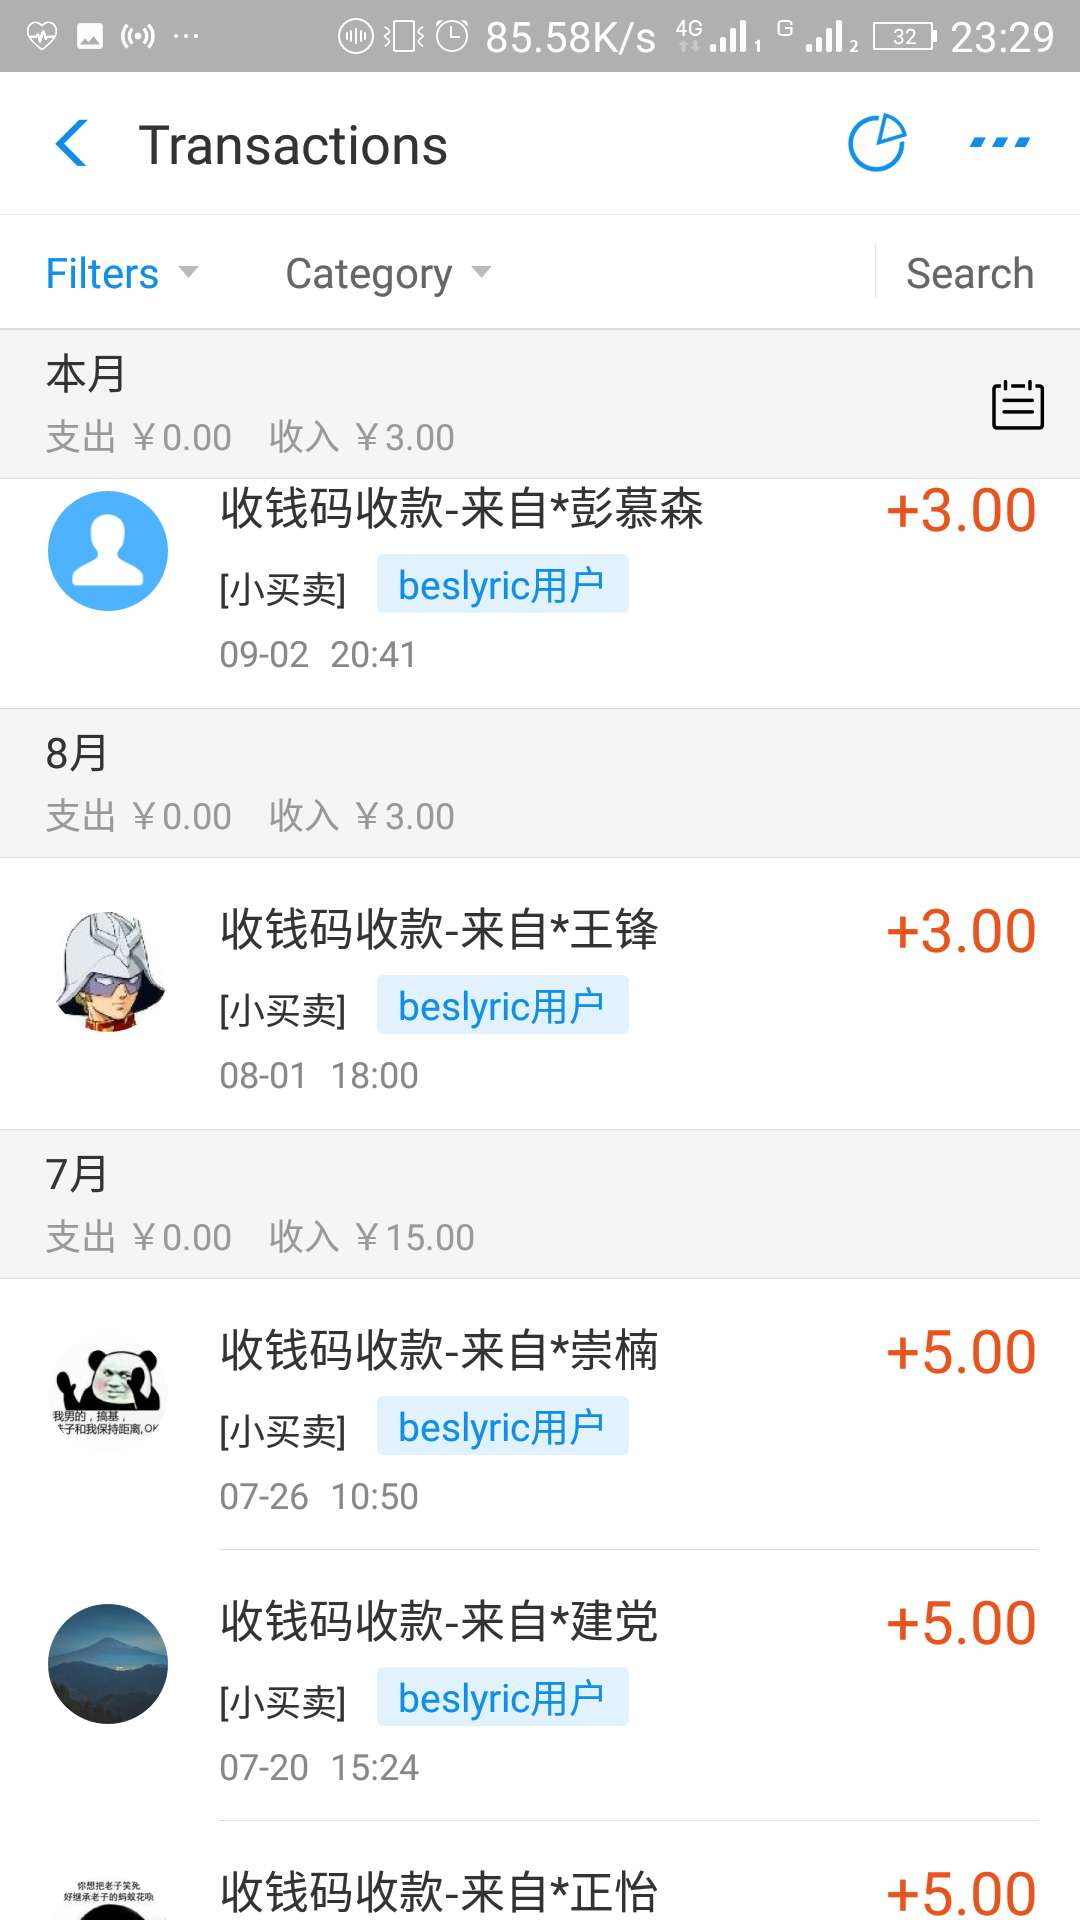 85.58K/s 4G 1 G 2 32 23:29
Transactions
Filters Category Search
本月
支出 ￥0.00 收入 ￥3.00
收钱码收款-来自*彭慕森 +3.00
[小买卖] beslyric用户
09-02 20:41
8月
支出 ￥0.00 收入 ￥3.00
收钱码收款-来自*王锋 +3.00
[小买卖] beslyric用户
08-01 18:00
7月
支出 ￥0.00 收入 ￥15.00
收钱码收款-来自*崇楠 +5.00
我男的，搞基，
子和我保持距离,OK
[小买卖] beslyric用户
07-26 10:50
收钱码收款-来自*建党 +5.00
[小买卖] beslyric用户
07-20 15:24
你想把老子笑死
好继承老子的蚂蚁花呗
收钱码收款-来自*正怡 +5.00